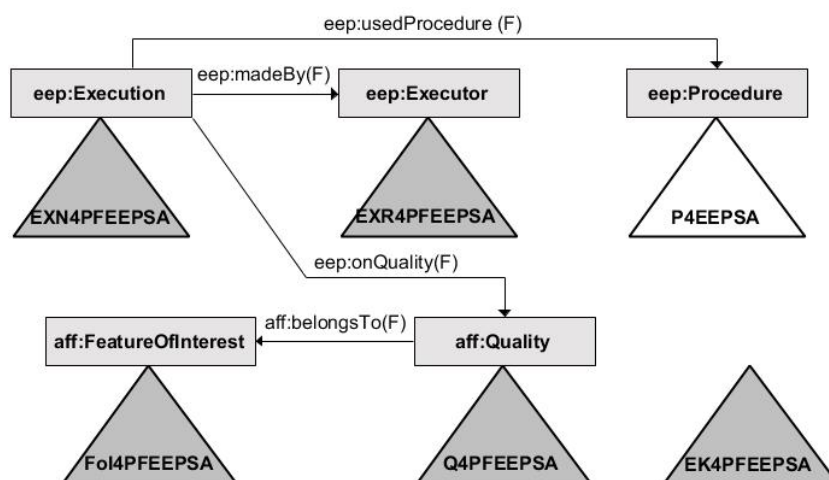 eep:usedProcedure (F)
eep:Execution
eep:madeBy(F)
eep:Executor
eep:Procedure
EXN4PFEEPSA
EXR4PFEEPSA
P4EEPSA
eep:onQuality(F)
aff:FeatureOfInterest
aff:belongsTo(F)
aff:Quality
FoI4PFEEPSA
Q4PFEEPSA
EK4PFEEPSA